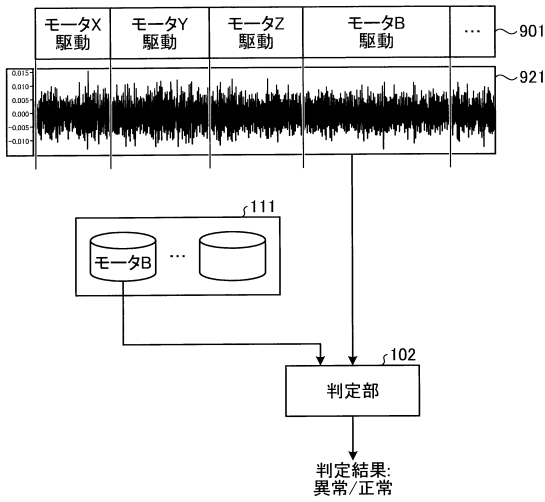 モータX
駆動
モータY
駆動
モータZ
駆動
モータB
駆動
…
901
0.015
0.010
0.005
0.000
−0.005
−0.010
921
111
モータB
…
102
判定部
判定結果:
異常/正常